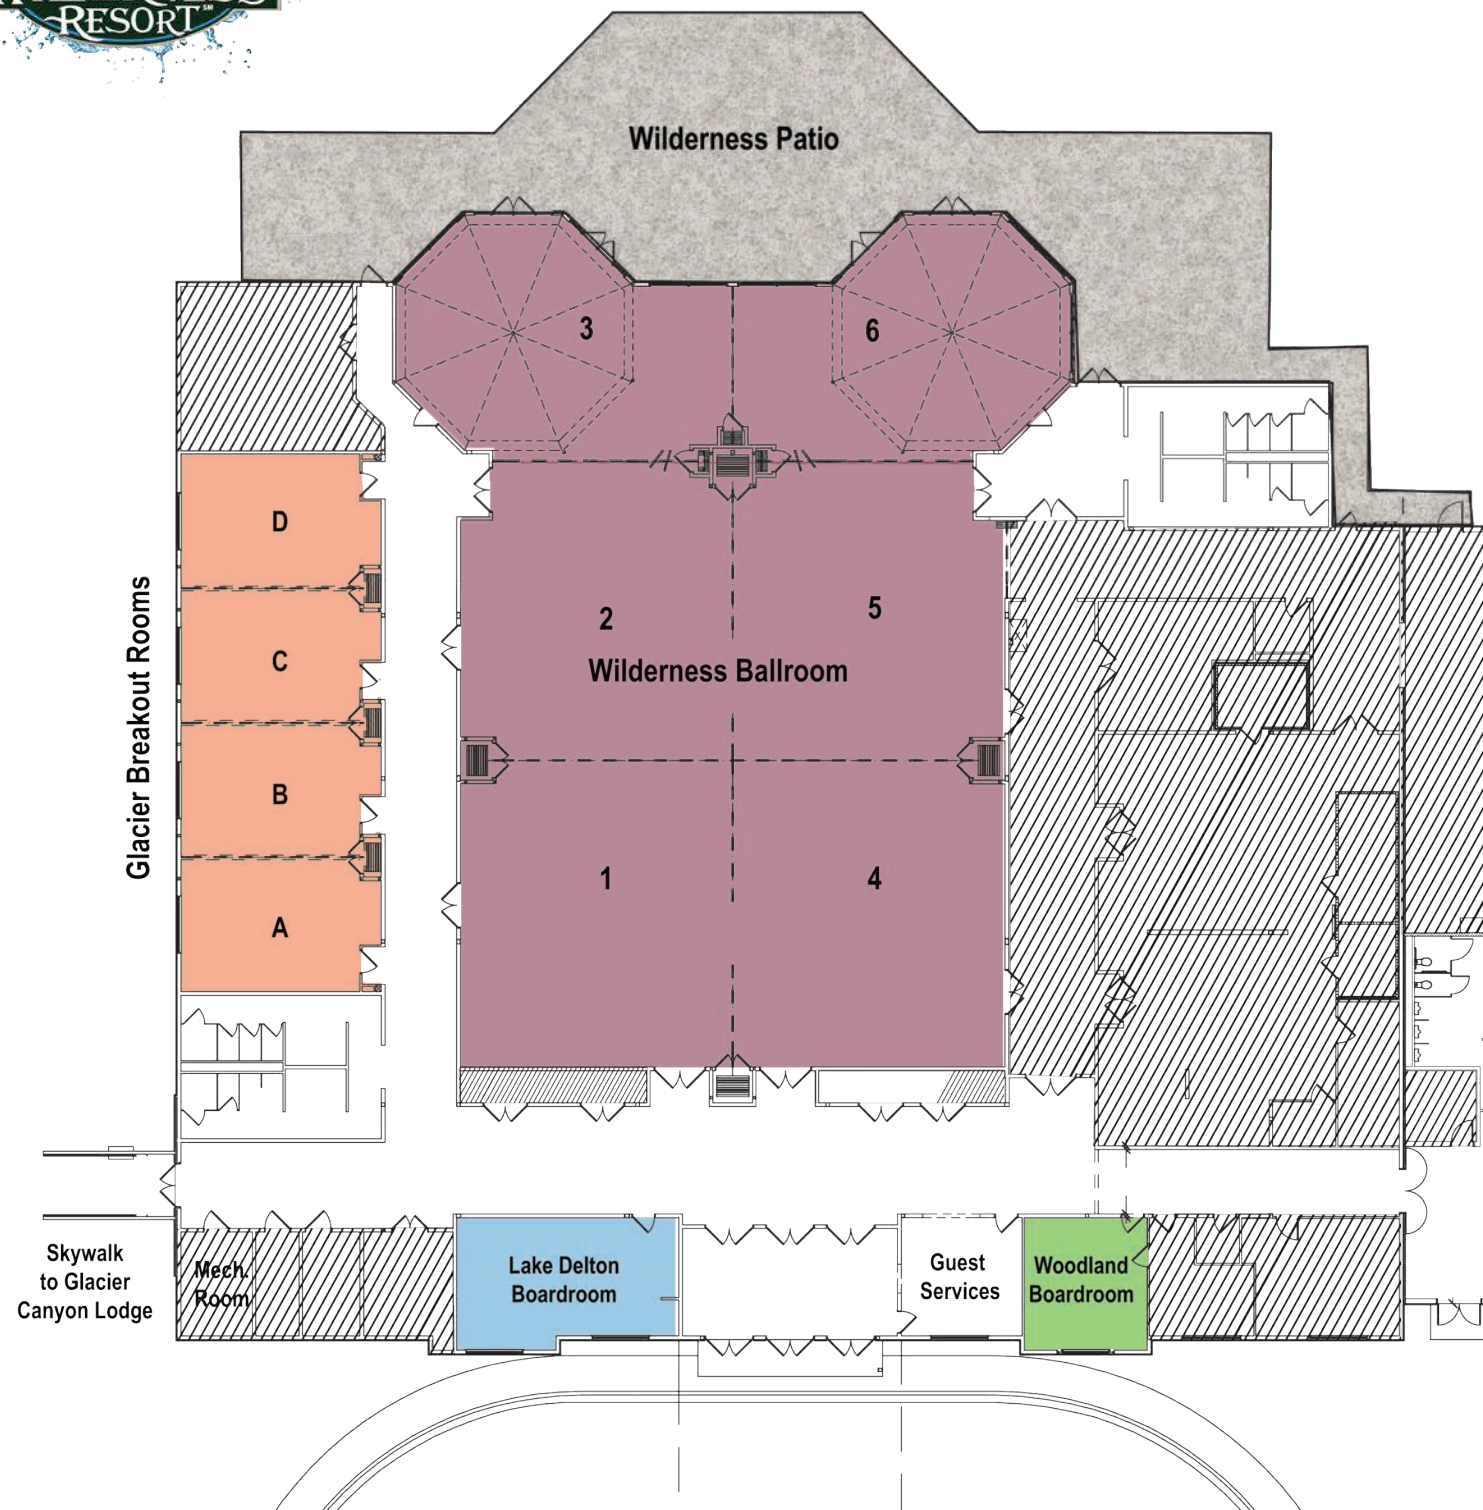 RESORT
Wilderness Patio
3
6
D
2
5
C
Wilderness Ballroom
Glacier Breakout Rooms
B
1
4
A
Skywalk
to Glacier
Canyon Lodge
Mech.
Room
Lake Delton
Boardroom
Guest
Services
Woodland
Boardroom